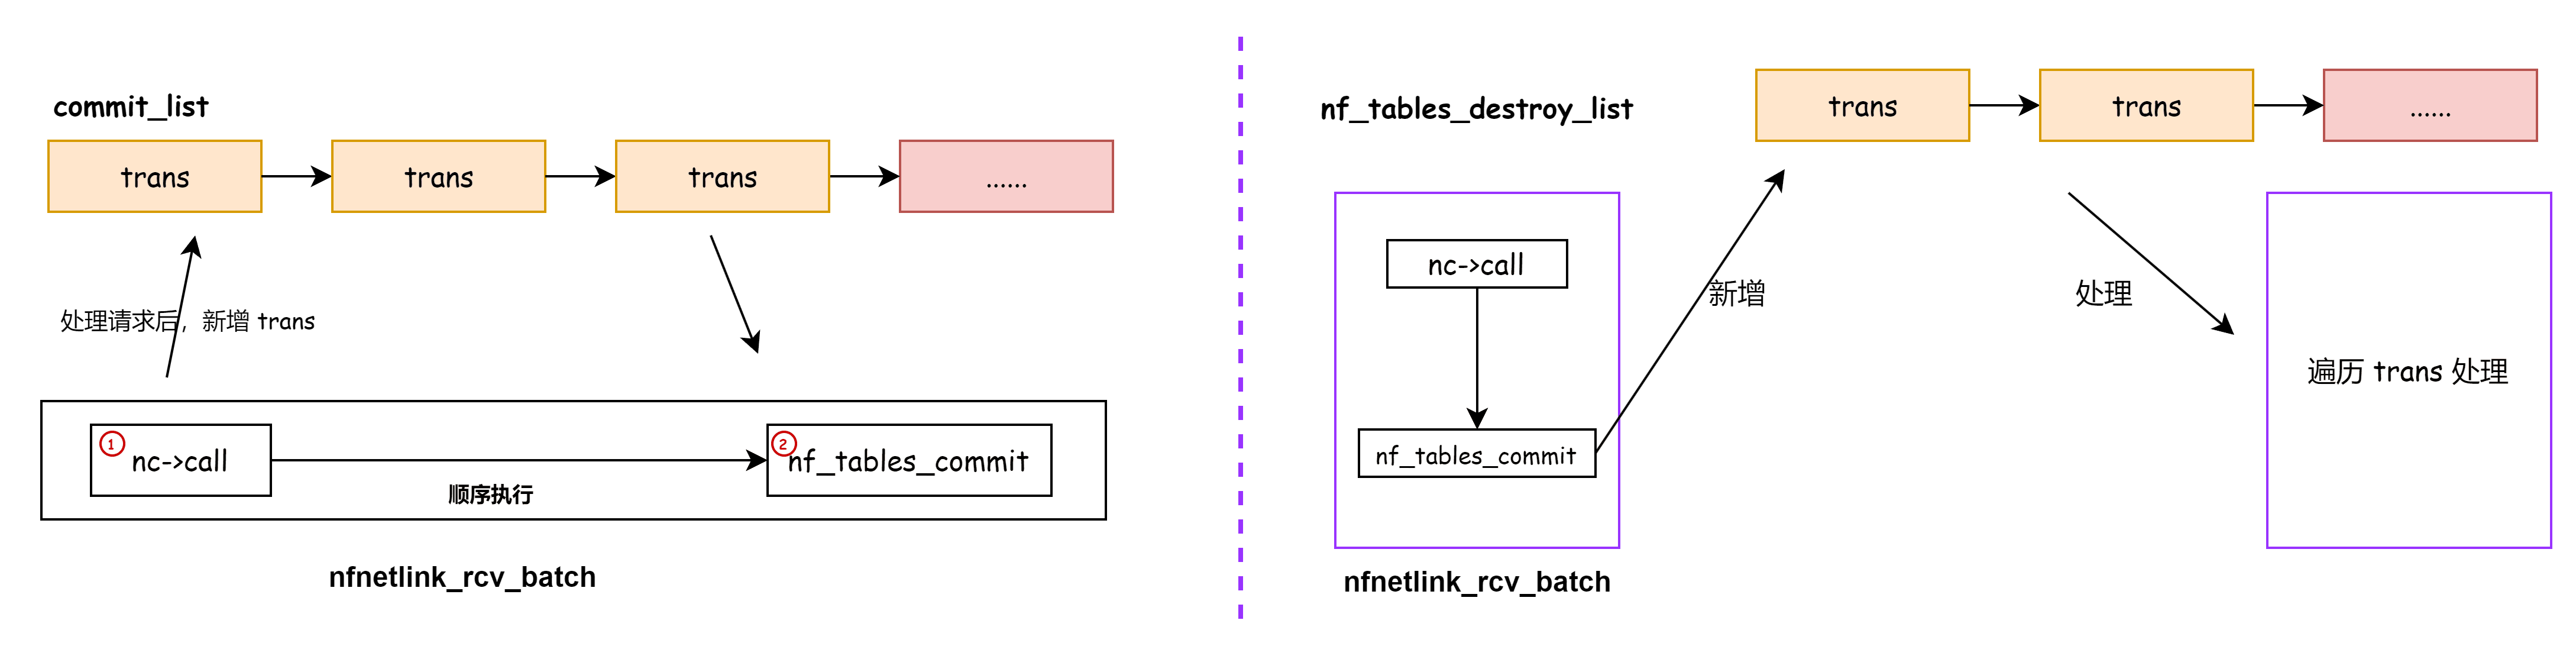 commit_list
trans
trans
trans
......
处理请求后，新增 trans
1
nc->call
顺序执行
2
nf_tables_commit
nfnetlink_rcv_batch
nf_tables_destroy_list
trans
trans
......
nc->call
新增
处理
遍历 trans 处理
nf_tables_commit
nfnetlink_rcv_batch